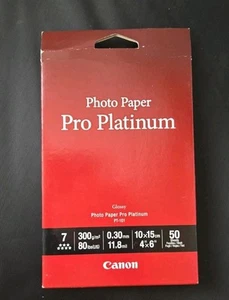 Photo Paper
Pro Platinum
Glossy
Photo Paper Pro Platinum
PT-101
7 300g/m² 0.30mm 10x15cm 50
80lbs 11.8mil 4"x6"
Canon